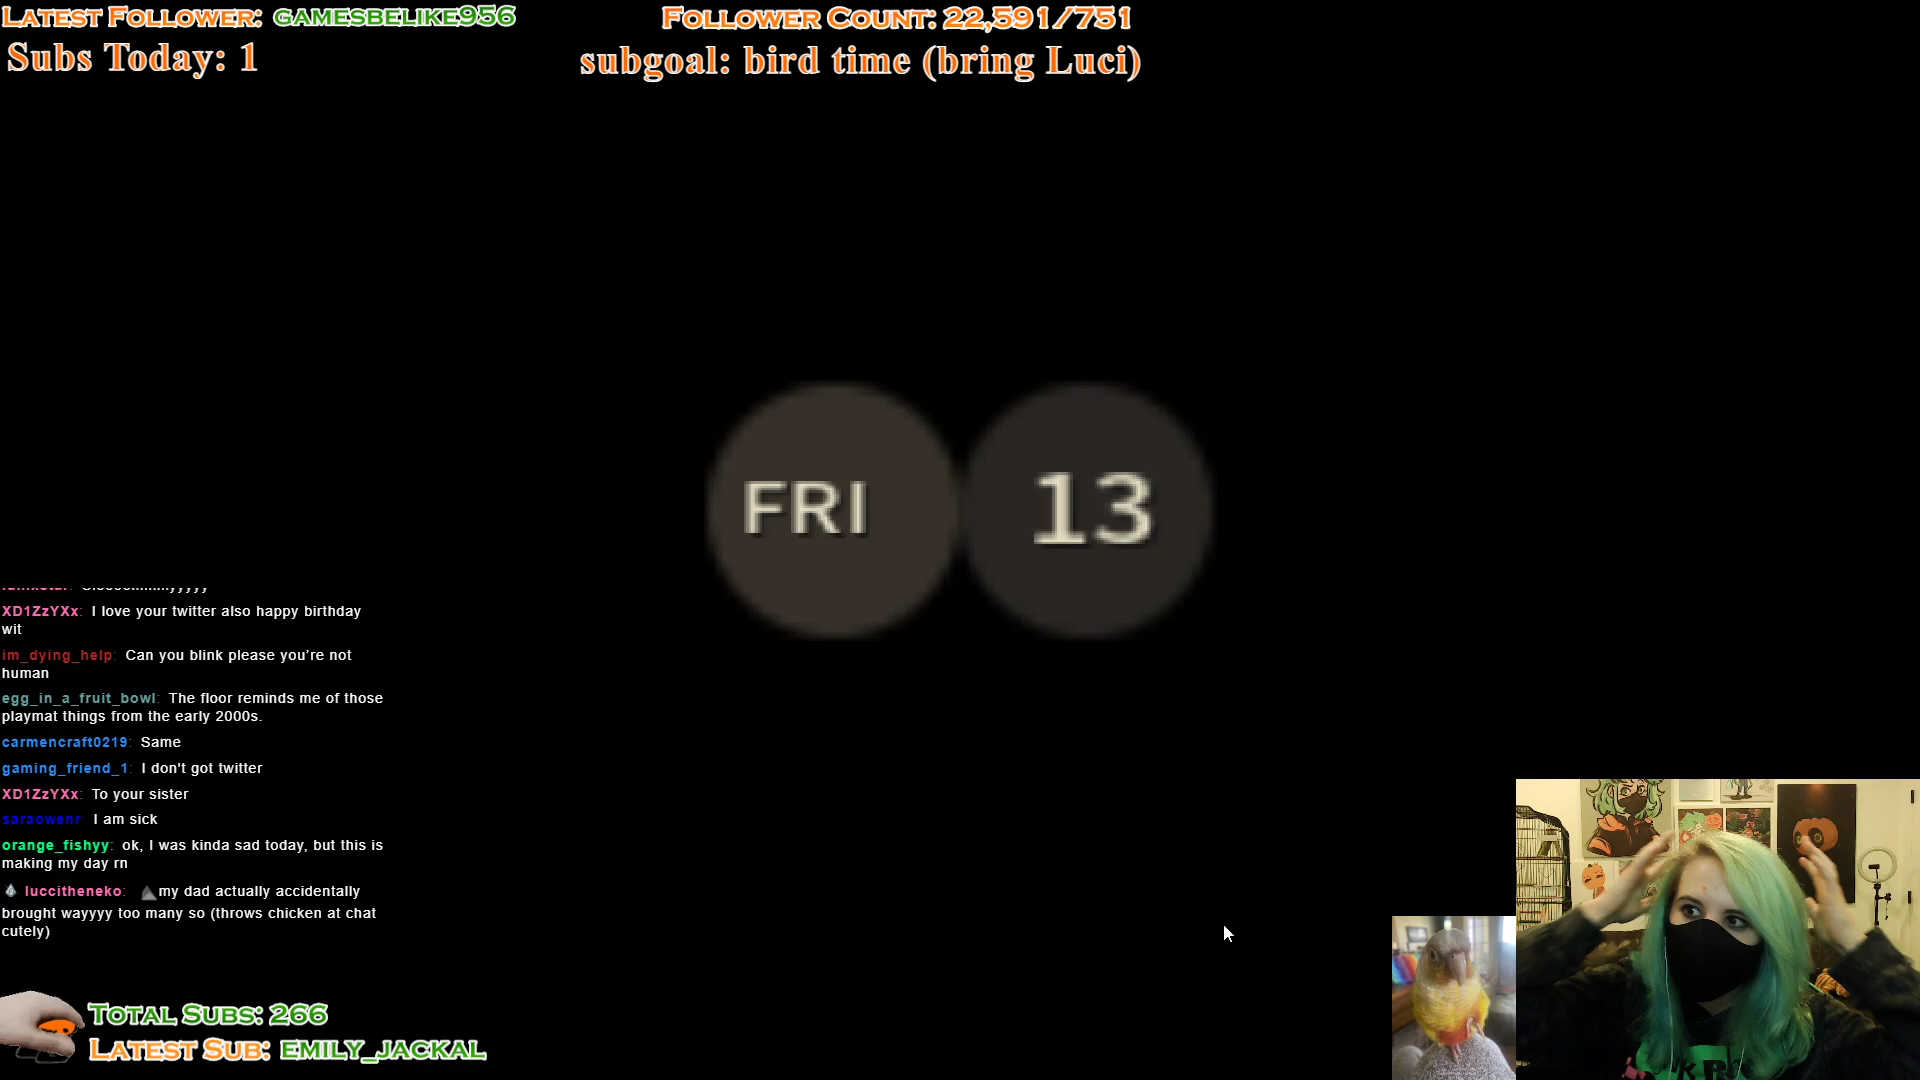 LATEST FOLLOWER: GAMESBELIKE956
FOLLOWER COUNT: 22,591/751
Subs Today: 1
subgoal: bird time (bring Luci)
FRI
13
XD1ZzYXx: I love your twitter also happy birthday
wit
im_dying_help: Can you blink please you're not
human
egg_in_a_fruit_bowl: The floor reminds me of those
playmat things from the early 2000s.
carmencraft0219: Same
gaming_friend_1: I don't got twitter
XD1ZzYXx: To your sister
saraowenr I am sick
orange_fishyy: ok, I was kinda sad today, but this is
making my day rn
luccitheneko: my dad actually accidentally
brought wayyyy too many so (throws chicken at chat
cutely)
TOTAL SUBS: 266
LATEST SUB: EMILY_JACKAL